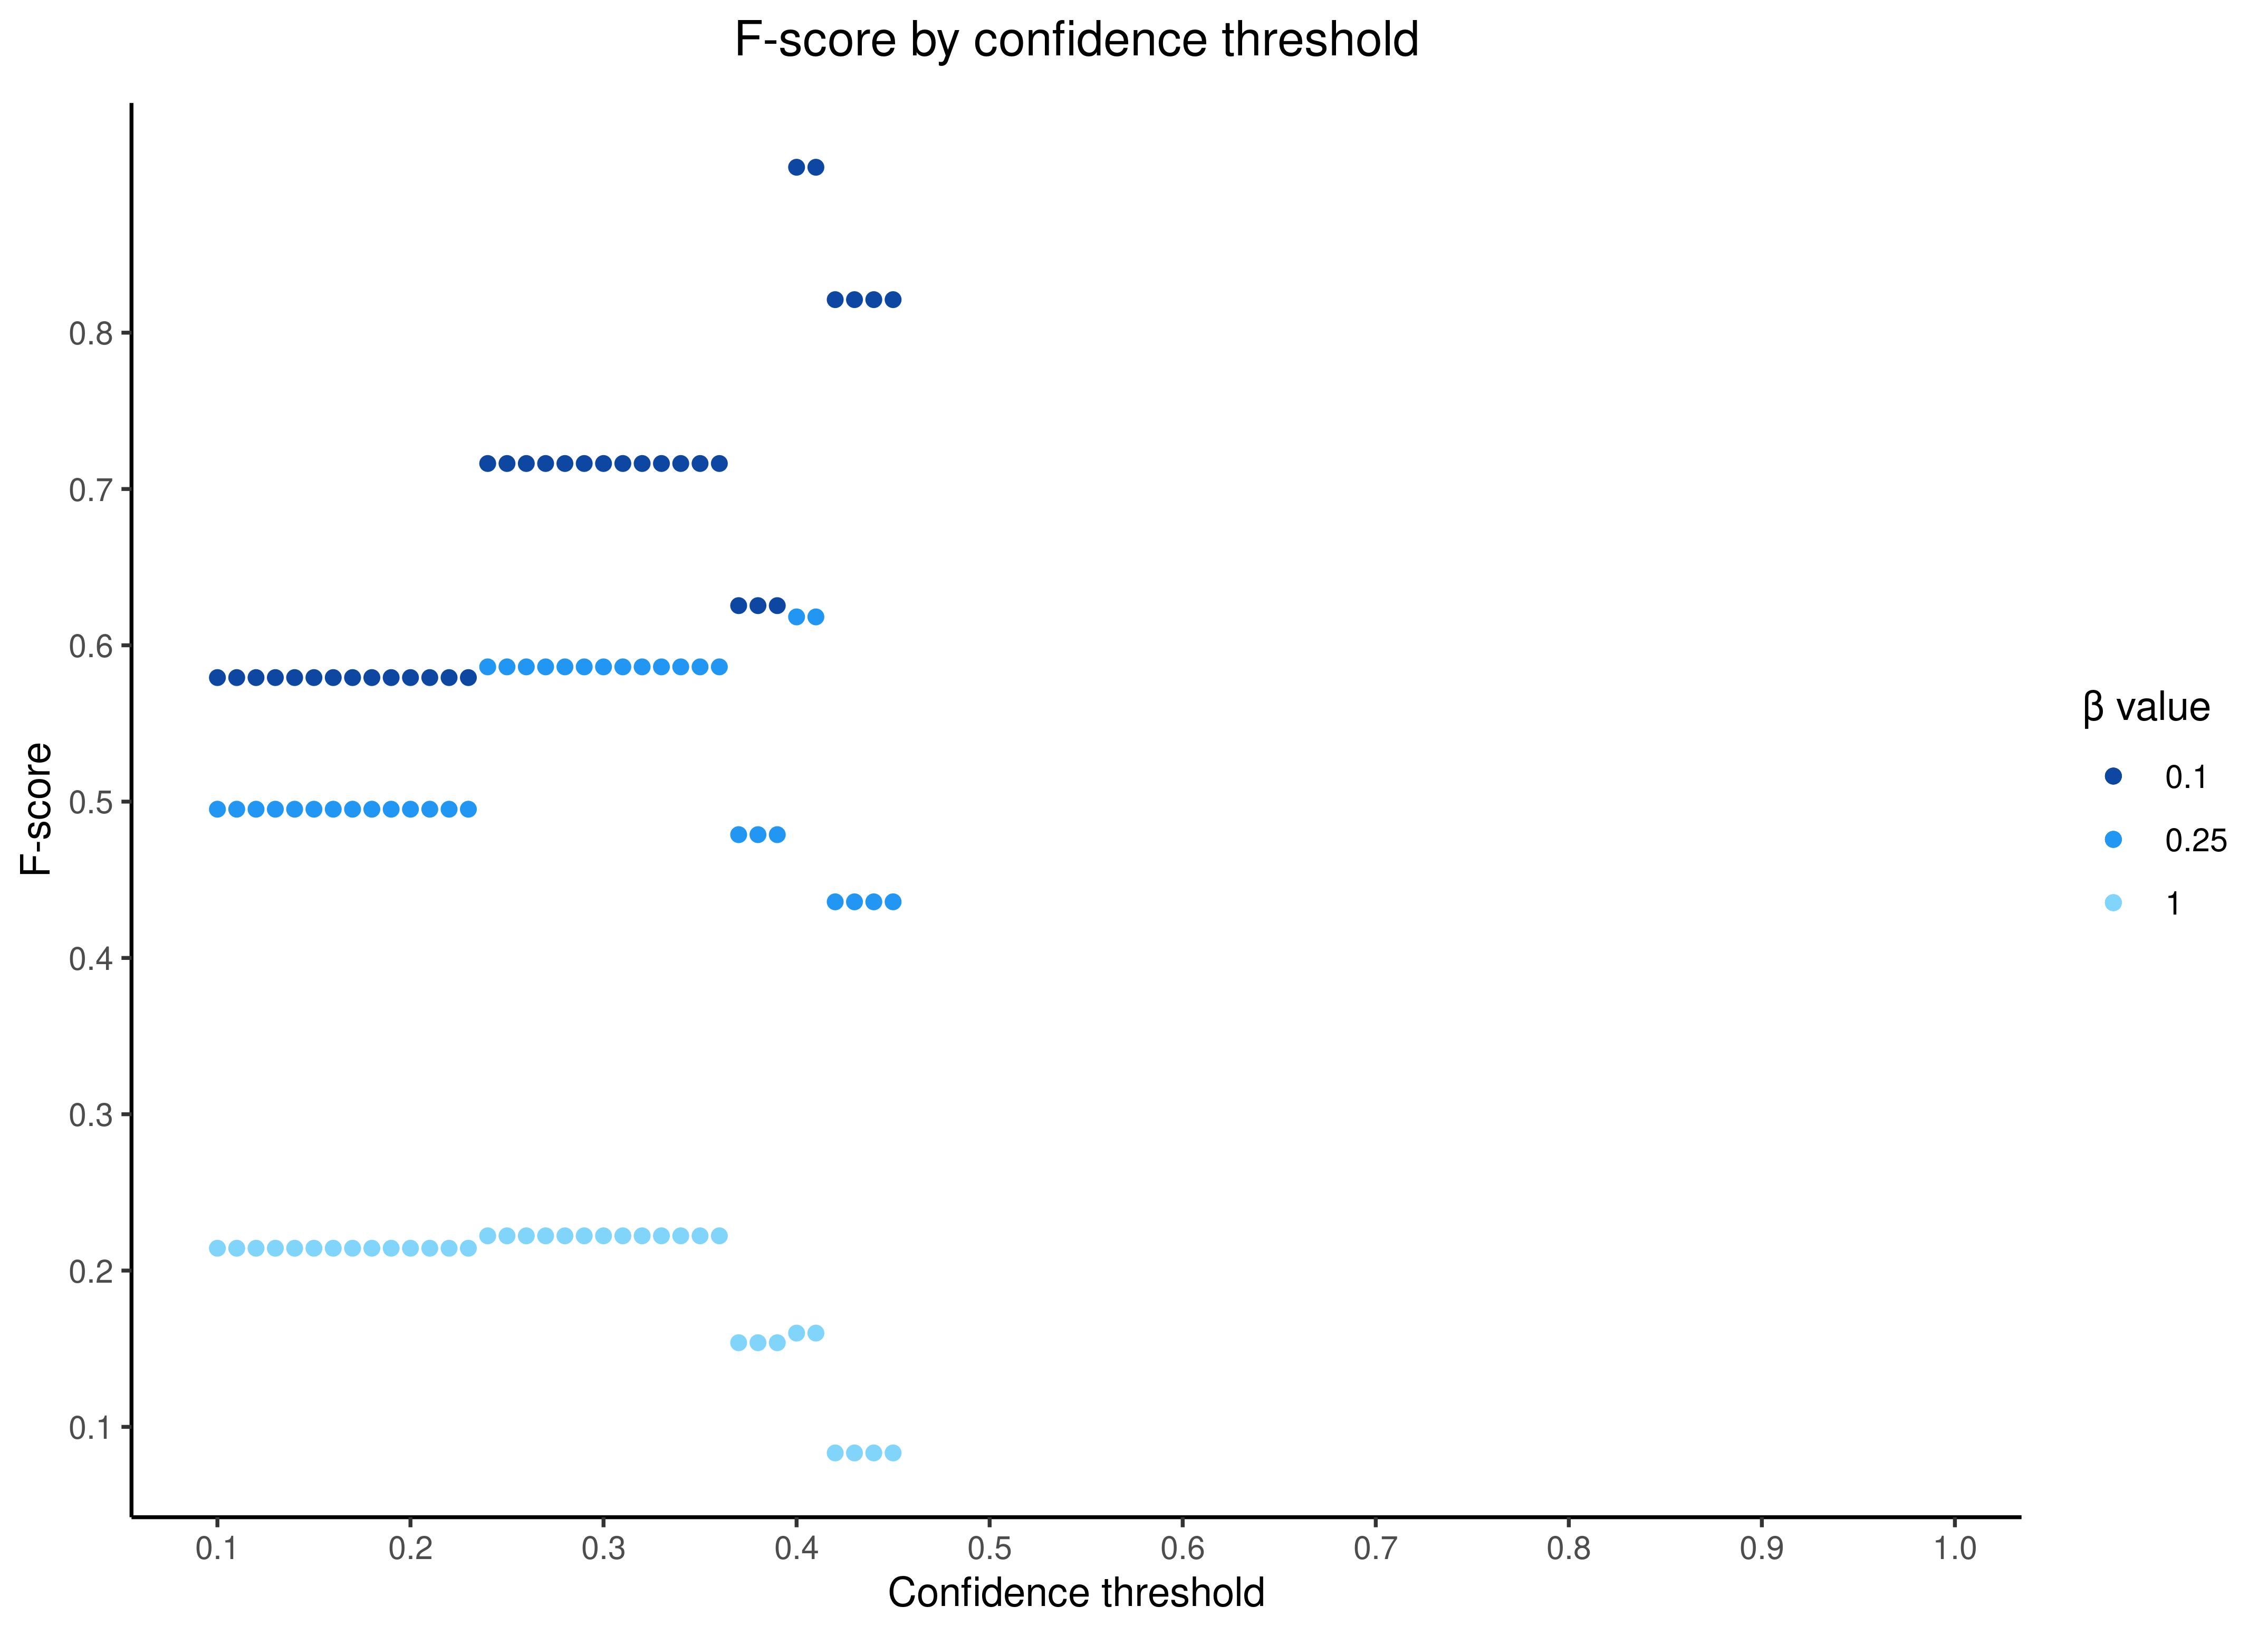 F-score by confidence threshold
F-score
0.8
0.7
0.6
0.5
0.4
0.3
0.2
0.1
0.1 0.2 0.3 0.4 0.5 0.6 0.7 0.8 0.9 1.0
Confidence threshold
β value
0.1
0.25
1